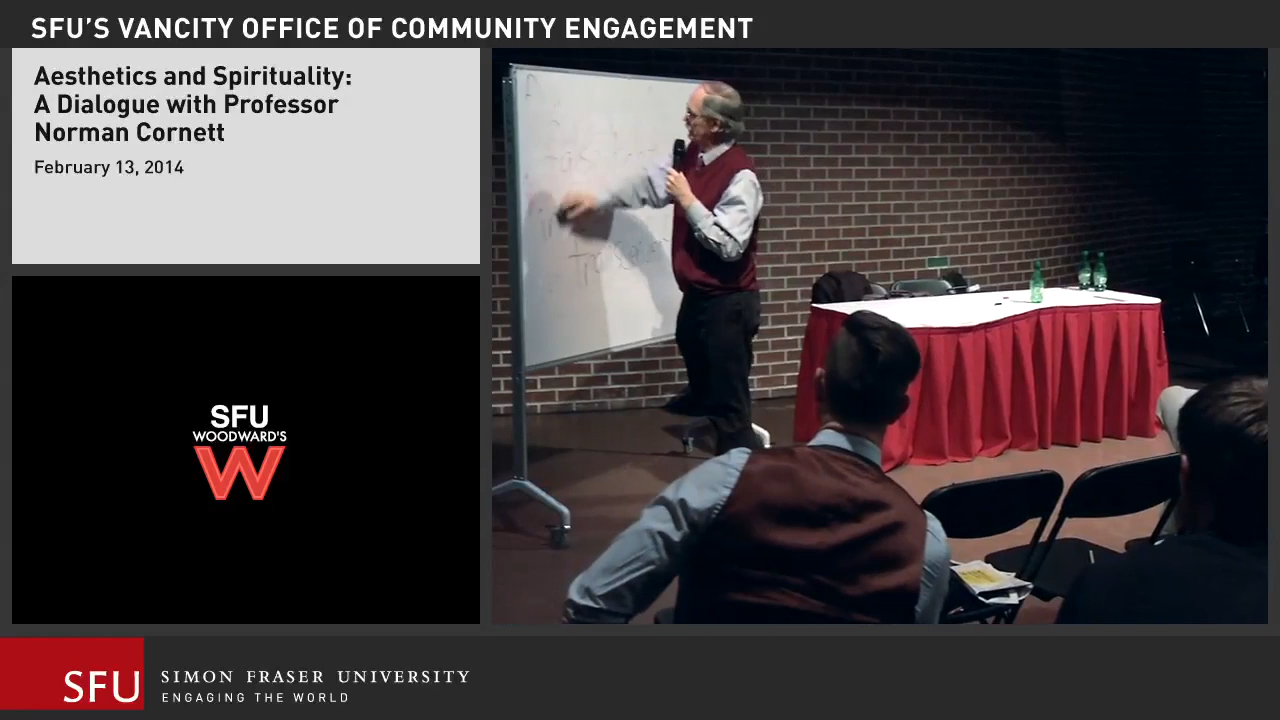 SFU'S VANCITY OFFICE OF COMMUNITY ENGAGEMENT
Aesthetics and Spirituality:
A Dialogue with Professor
Norman Cornett
February 13, 2014
SFU
WOODWARD'S
W
SFU
SIMON FRASER UNIVERSITY
ENGAGING THE WORLD